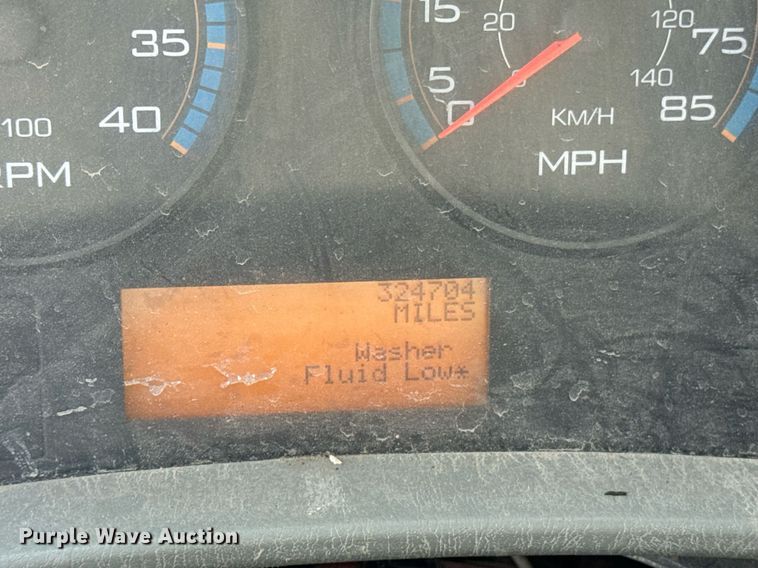 15
20
120
75
35
5
0
0
140
85
100
40
KM/H
RPM
MPH
324704
MILES
Washer
Fluid Low*
Purple Wave Auction®